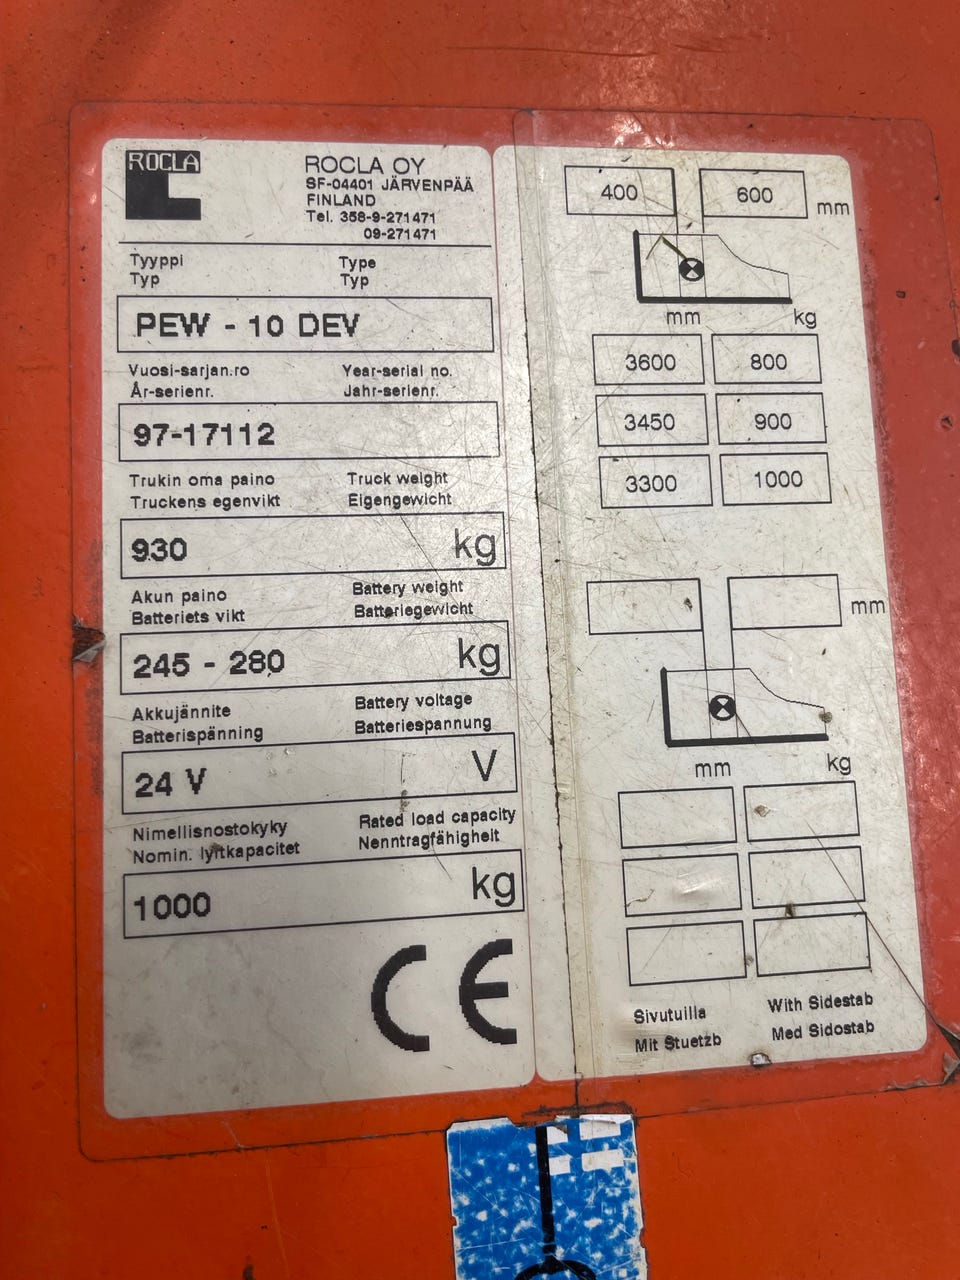 ROCLA
ROCLA OY
SF-04401 JÄRVENPÄÄ
FINLAND
Tel. 358-9-271471
09-271471
Tyyppi Type
Typ Typ
PEW - 10 DEV
Vuosi-sarjan.ro Year-serial no.
År-serienr. Jahr-serienr.
97-17112
Trukin oma paino Truck weight
Truckens egenvikt Eigengewicht
930 kg
Akun paino Battery weight
Batteriets vikt Batteriegewicht
245 - 280 kg
Akkujännite Battery voltage
Batterispänning Batteriespannung
24 V V
Nimellisnostokyky Rated load capacity
Nomin. lyftkapacitet Nenntragfähigheit
1000 kg
CE
400 600 mm
mm kg
3600 800
3450 900
3300 1000
mm
mm kg
Sivutuilla With Sidestab
Mit Stuetzb Med Sidostab